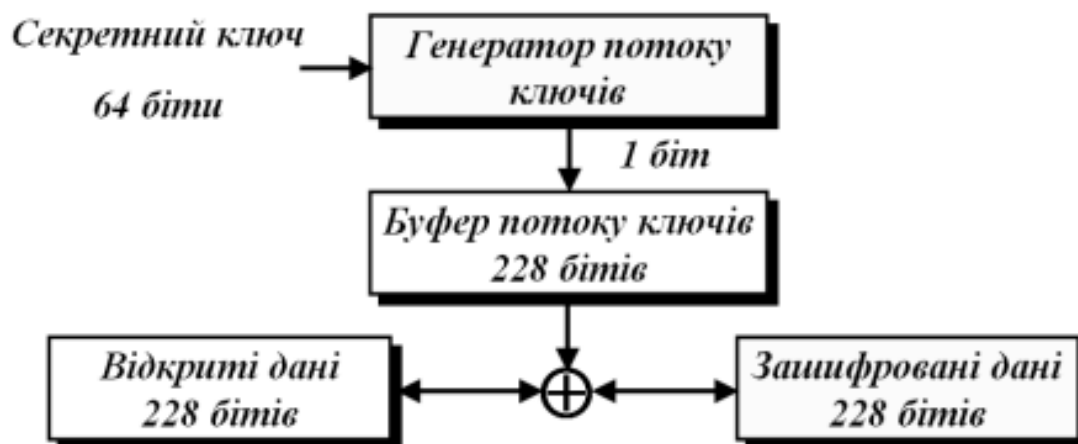 Секретний ключ
64 біти
Генератор потоку
ключів
1 біт
Буфер потоку ключів
228 бітів
Відкриті дані
228 бітів
Зашифровані дані
228 бітів